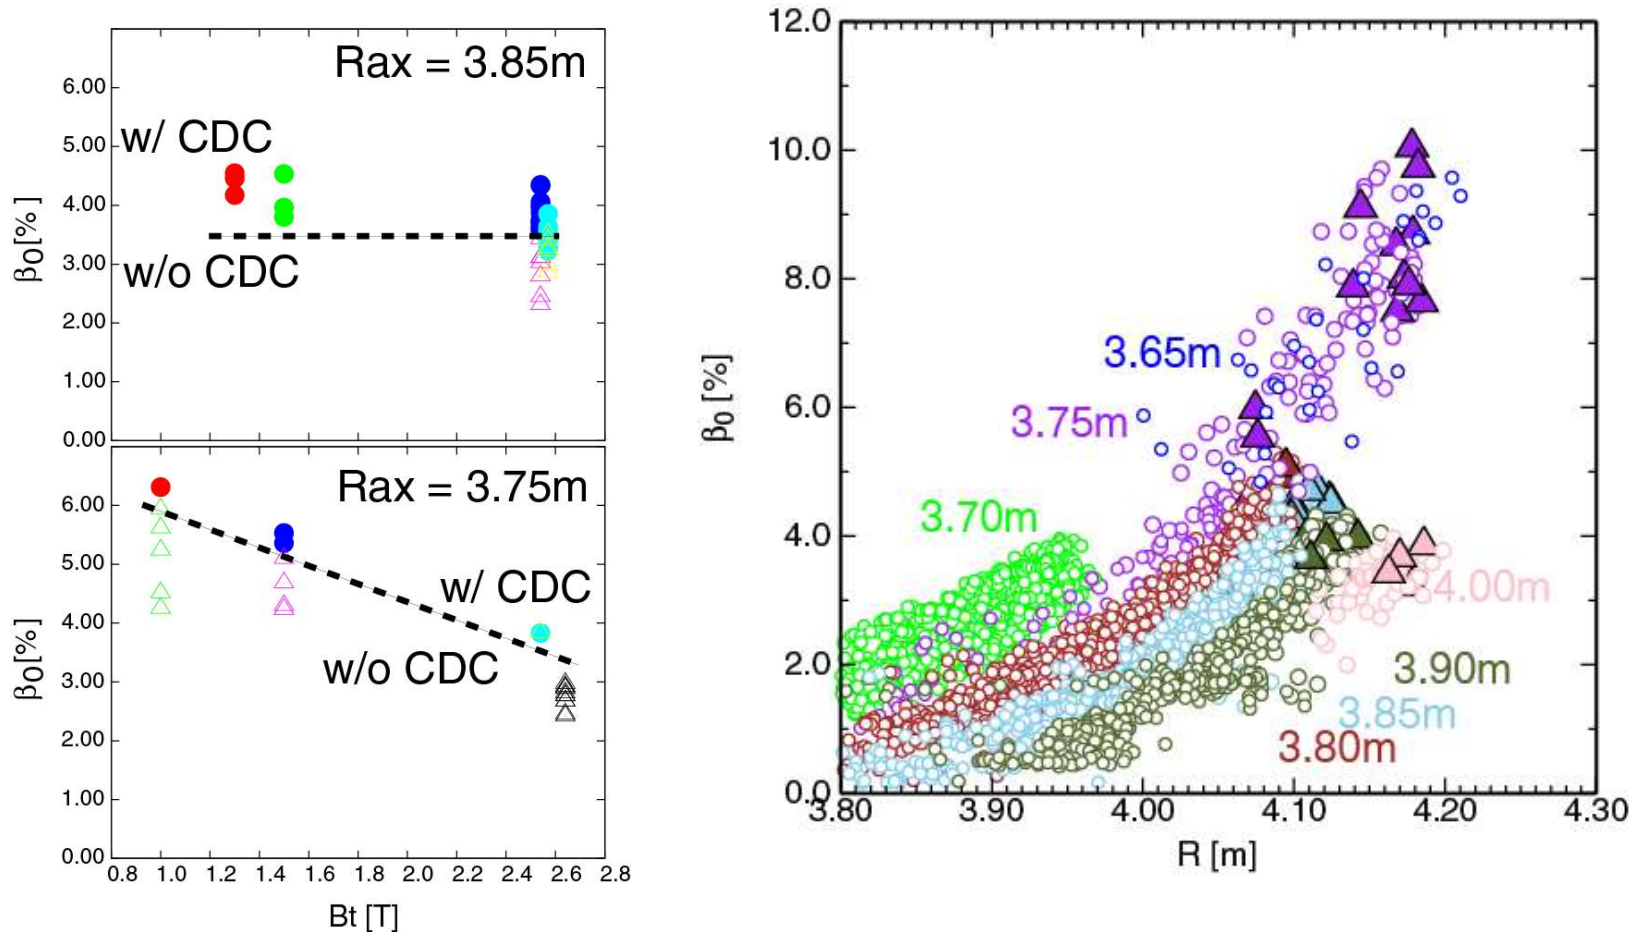 Rax = 3.85m
6.00
w/ CDC
5.00
4.00
β0[%]
w/o CDC
3.00
2.00
1.00
0.00
Rax = 3.75m
6.00
5.00
w/ CDC
4.00
β0[%]
w/o CDC
3.00
2.00
1.00
0.00
0.8 1.0 1.2 1.4 1.6 1.8 2.0 2.2 2.4 2.6 2.8
Bt [T]
12.0
10.0
8.0
3.65m
β0 [%]
6.0
3.75m
3.70m
4.0
4.00m
2.0
3.90m
3.85m
3.80m
0.0
3.80 3.90 4.00 4.10 4.20 4.30
R [m]